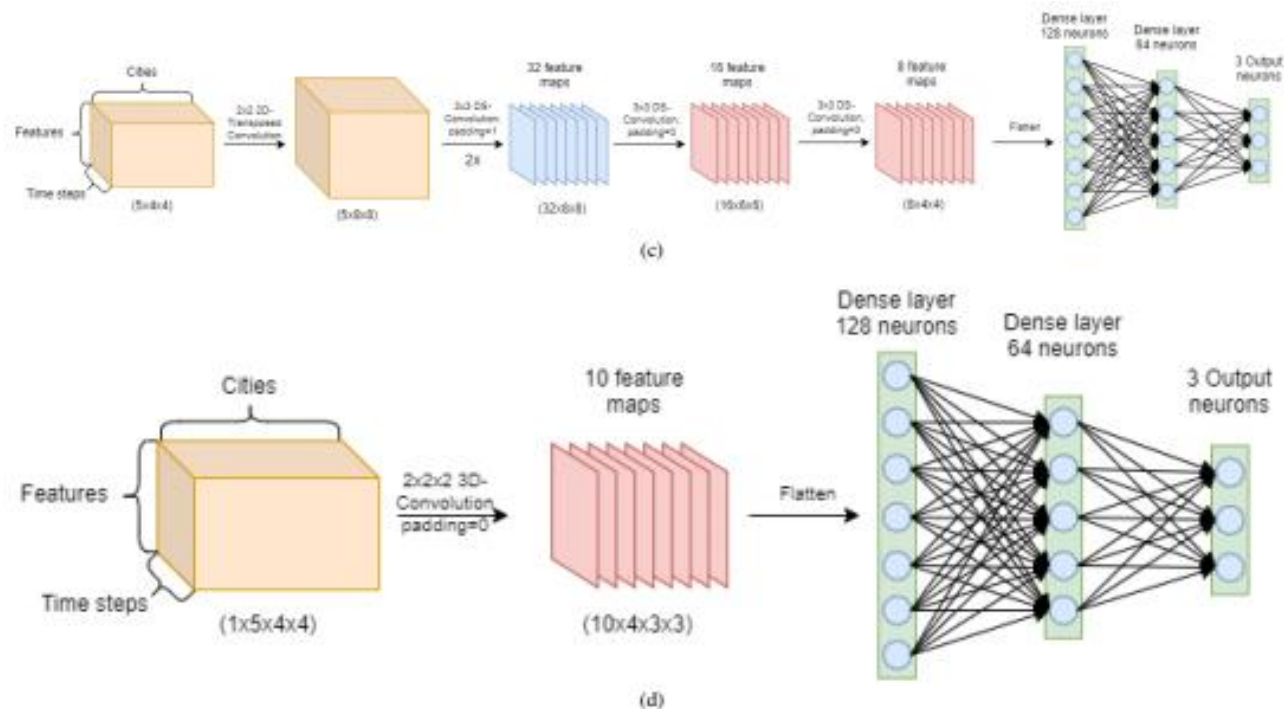 Cities
Features
Time steps
(5x4x4)
2x2 2D-
Transposed
Convolution
(5x8x8)
3x3 DS-
Convolution,
padding=1
2x
32 feature
maps
(32x8x8)
3x3 DS-
Convolution,
padding=0
16 feature
maps
(16x6x6)
3x3 DS-
Convolution,
padding=0
8 feature
maps
(8x4x4)
Flatten
Dense layer
128 neurons
Dense layer
64 neurons
3 Output
neurons
(c)
Cities
Features
Time steps
(1x5x4x4)
2x2x2 3D-
Convolution
padding=0
10 feature
maps
(10x4x3x3)
Flatten
Dense layer
128 neurons
Dense layer
64 neurons
3 Output
neurons
(d)